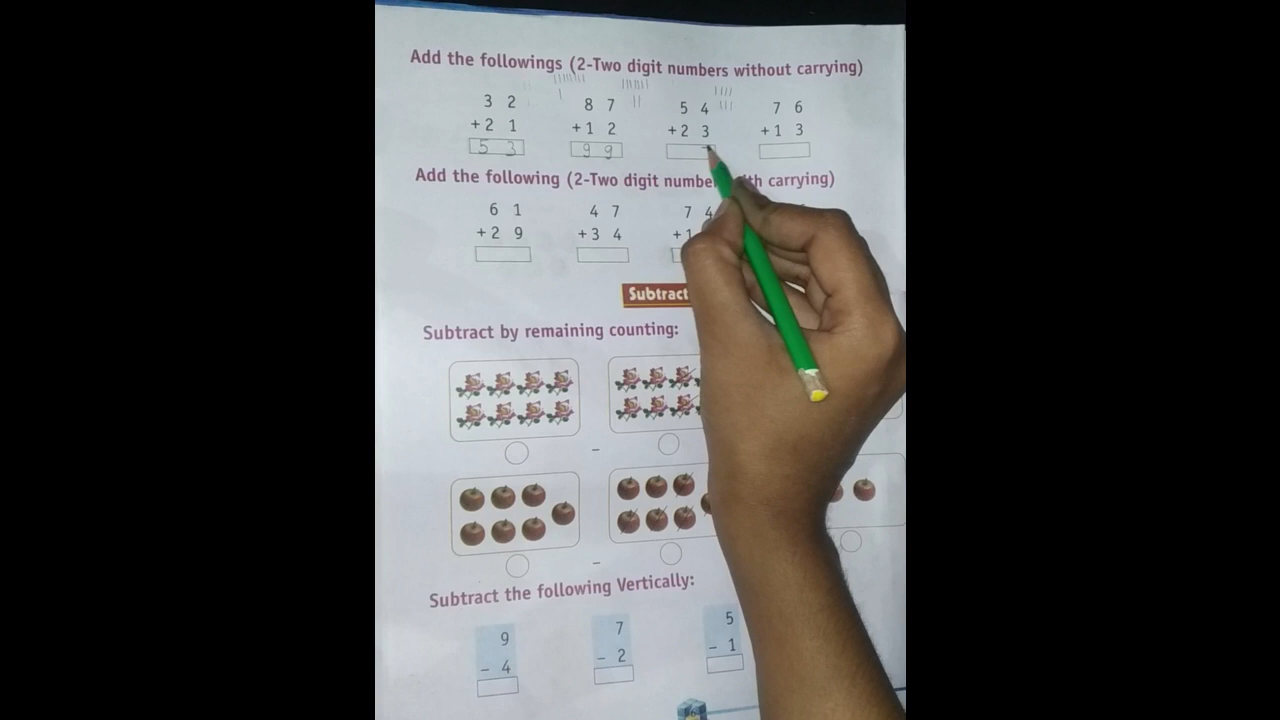 Add the followings (2-Two digit numbers without carrying)
3 2 8 7 5 4 7 6
+2 1 +1 2 +2 3 +1 3
5 3 9 9
Add the following (2-Two digit carrying)
6 1 4 7 7 4
+2 9 +3 4 +1
Subtract
Subtract by remaining counting:
–
–
Subtract the following Vertically:
9 7 5
– 4 – 2 – 1